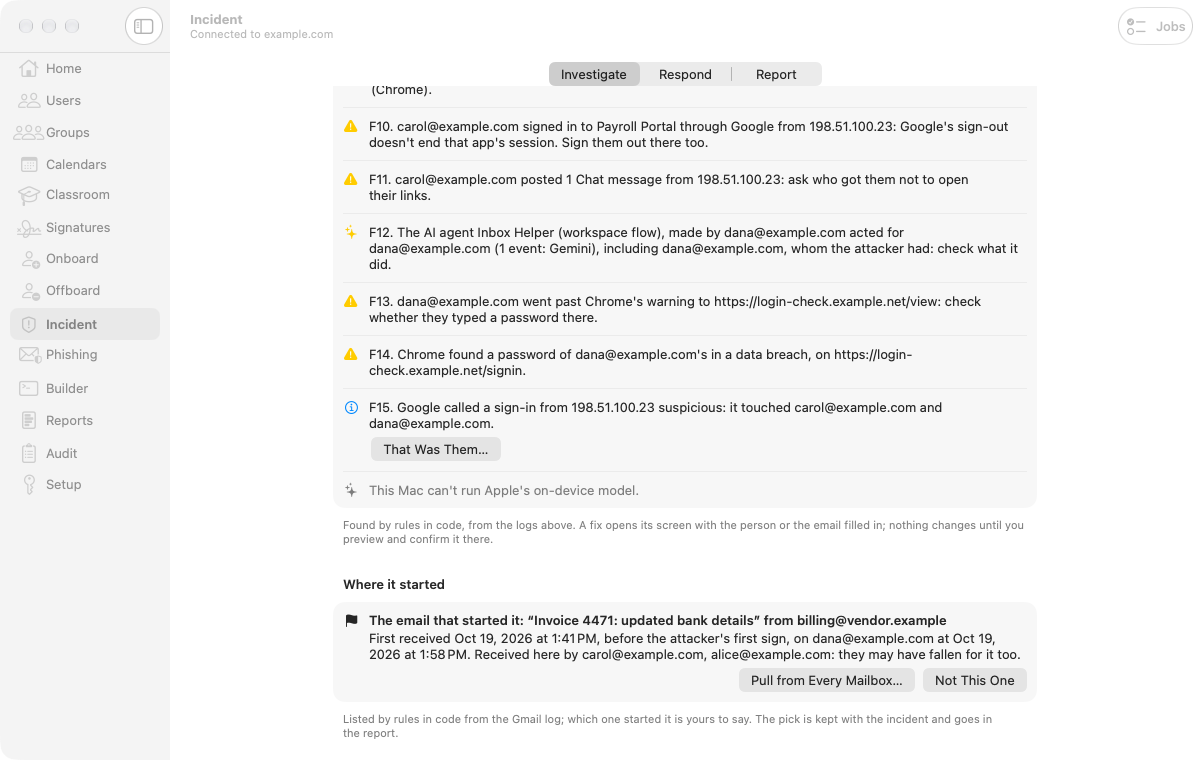 Incident
Connected to example.com
Jobs
Home
Users
Groups
Calendars
Classroom
Signatures
Onboard
Offboard
Incident
Phishing
Builder
Reports
Audit
Setup
Investigate
Respond
Report
(Chrome).
F10. carol@example.com signed in to Payroll Portal through Google from 198.51.100.23: Google's sign-out
doesn't end that app's session. Sign them out there too.
F11. carol@example.com posted 1 Chat message from 198.51.100.23: ask who got them not to open
their links.
F12. The AI agent Inbox Helper (workspace flow), made by dana@example.com acted for
dana@example.com (1 event: Gemini), including dana@example.com, whom the attacker had: check what it
did.
F13. dana@example.com went past Chrome's warning to https://login-check.example.net/view: check
whether they typed a password there.
F14. Chrome found a password of dana@example.com's in a data breach, on https://login-
check.example.net/signin.
F15. Google called a sign-in from 198.51.100.23 suspicious: it touched carol@example.com and
dana@example.com.
That Was Them...
This Mac can't run Apple's on-device model.
Found by rules in code, from the logs above. A fix opens its screen with the person or the email filled in; nothing changes until you
preview and confirm it there.
Where it started
The email that started it: “Invoice 4471: updated bank details” from billing@vendor.example
First received Oct 19, 2026 at 1:41 PM, before the attacker's first sign, on dana@example.com at Oct 19,
2026 at 1:58 PM. Received here by carol@example.com, alice@example.com: they may have fallen for it too.
Pull from Every Mailbox...
Not This One
Listed by rules in code from the Gmail log; which one started it is yours to say. The pick is kept with the incident and goes in
the report.